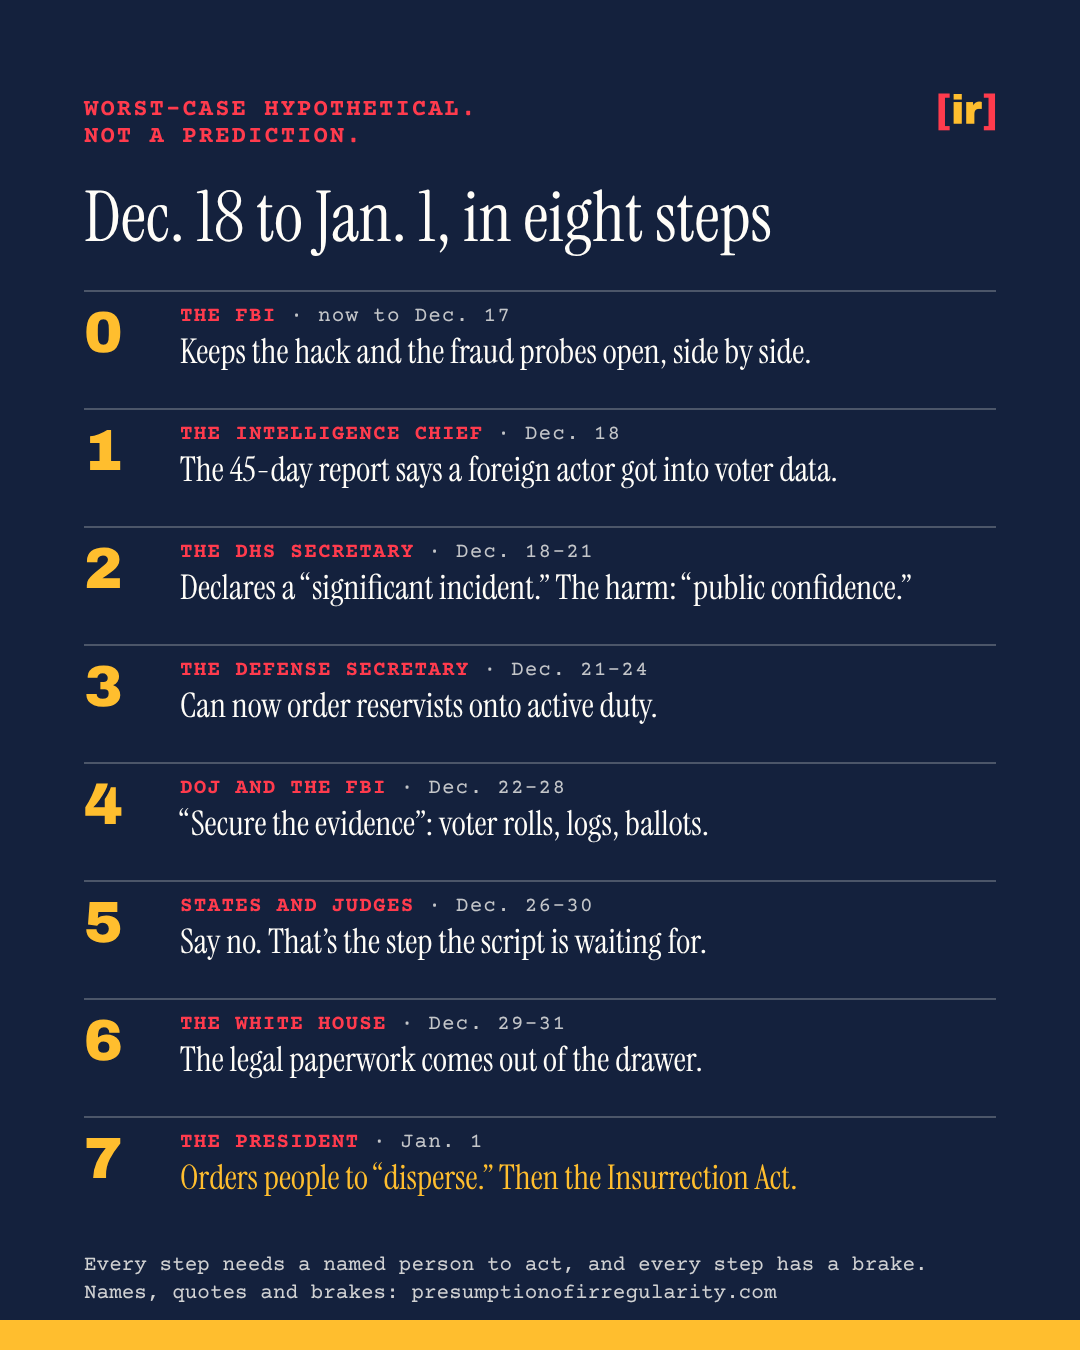 WORST-CASE HYPOTHETICAL.
NOT A PREDICTION.
[ir]
Dec. 18 to Jan. 1, in eight steps
0
THE FBI · now to Dec. 17
Keeps the hack and the fraud probes open, side by side.
1
THE INTELLIGENCE CHIEF · Dec. 18
The 45-day report says a foreign actor got into voter data.
2
THE DHS SECRETARY · Dec. 18-21
Declares a “significant incident.” The harm: “public confidence.”
3
THE DEFENSE SECRETARY · Dec. 21-24
Can now order reservists onto active duty.
4
DOJ AND THE FBI · Dec. 22-28
“Secure the evidence”: voter rolls, logs, ballots.
5
STATES AND JUDGES · Dec. 26-30
Say no. That’s the step the script is waiting for.
6
THE WHITE HOUSE · Dec. 29-31
The legal paperwork comes out of the drawer.
7
THE PRESIDENT · Jan. 1
Orders people to “disperse.” Then the Insurrection Act.
Every step needs a named person to act, and every step has a brake.
Names, quotes and brakes: presumptionofirregularity.com